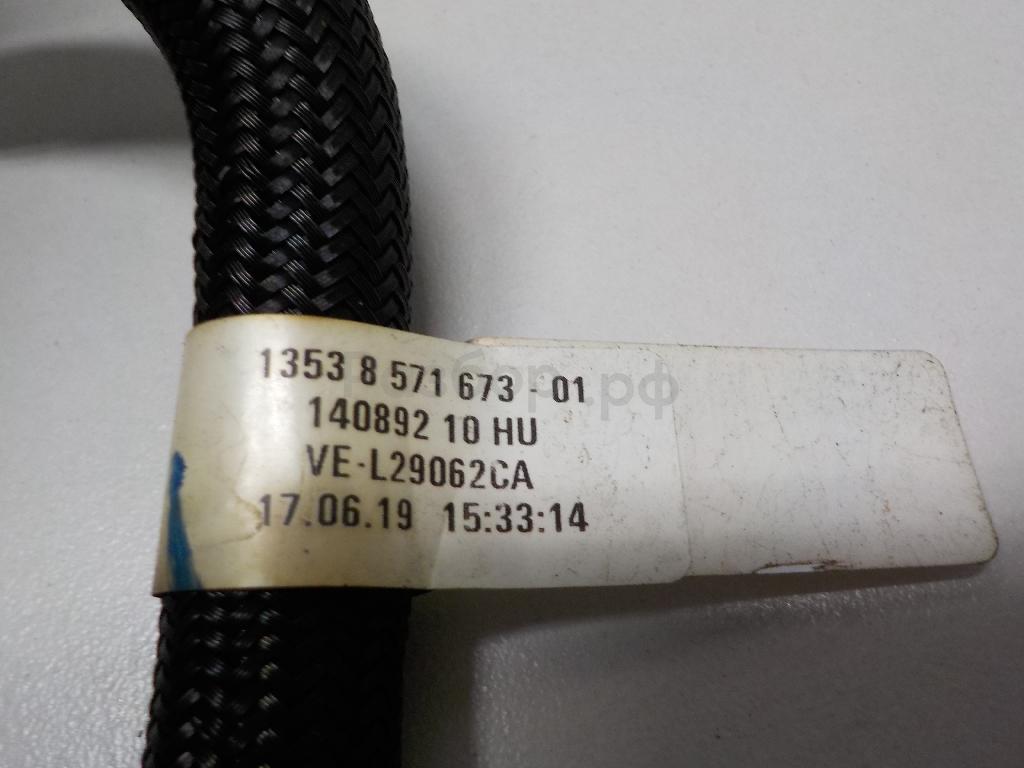 1353 8 571 673 - 01
140892 10 HU
VE-L29062CA
17.06.19 15:33:14